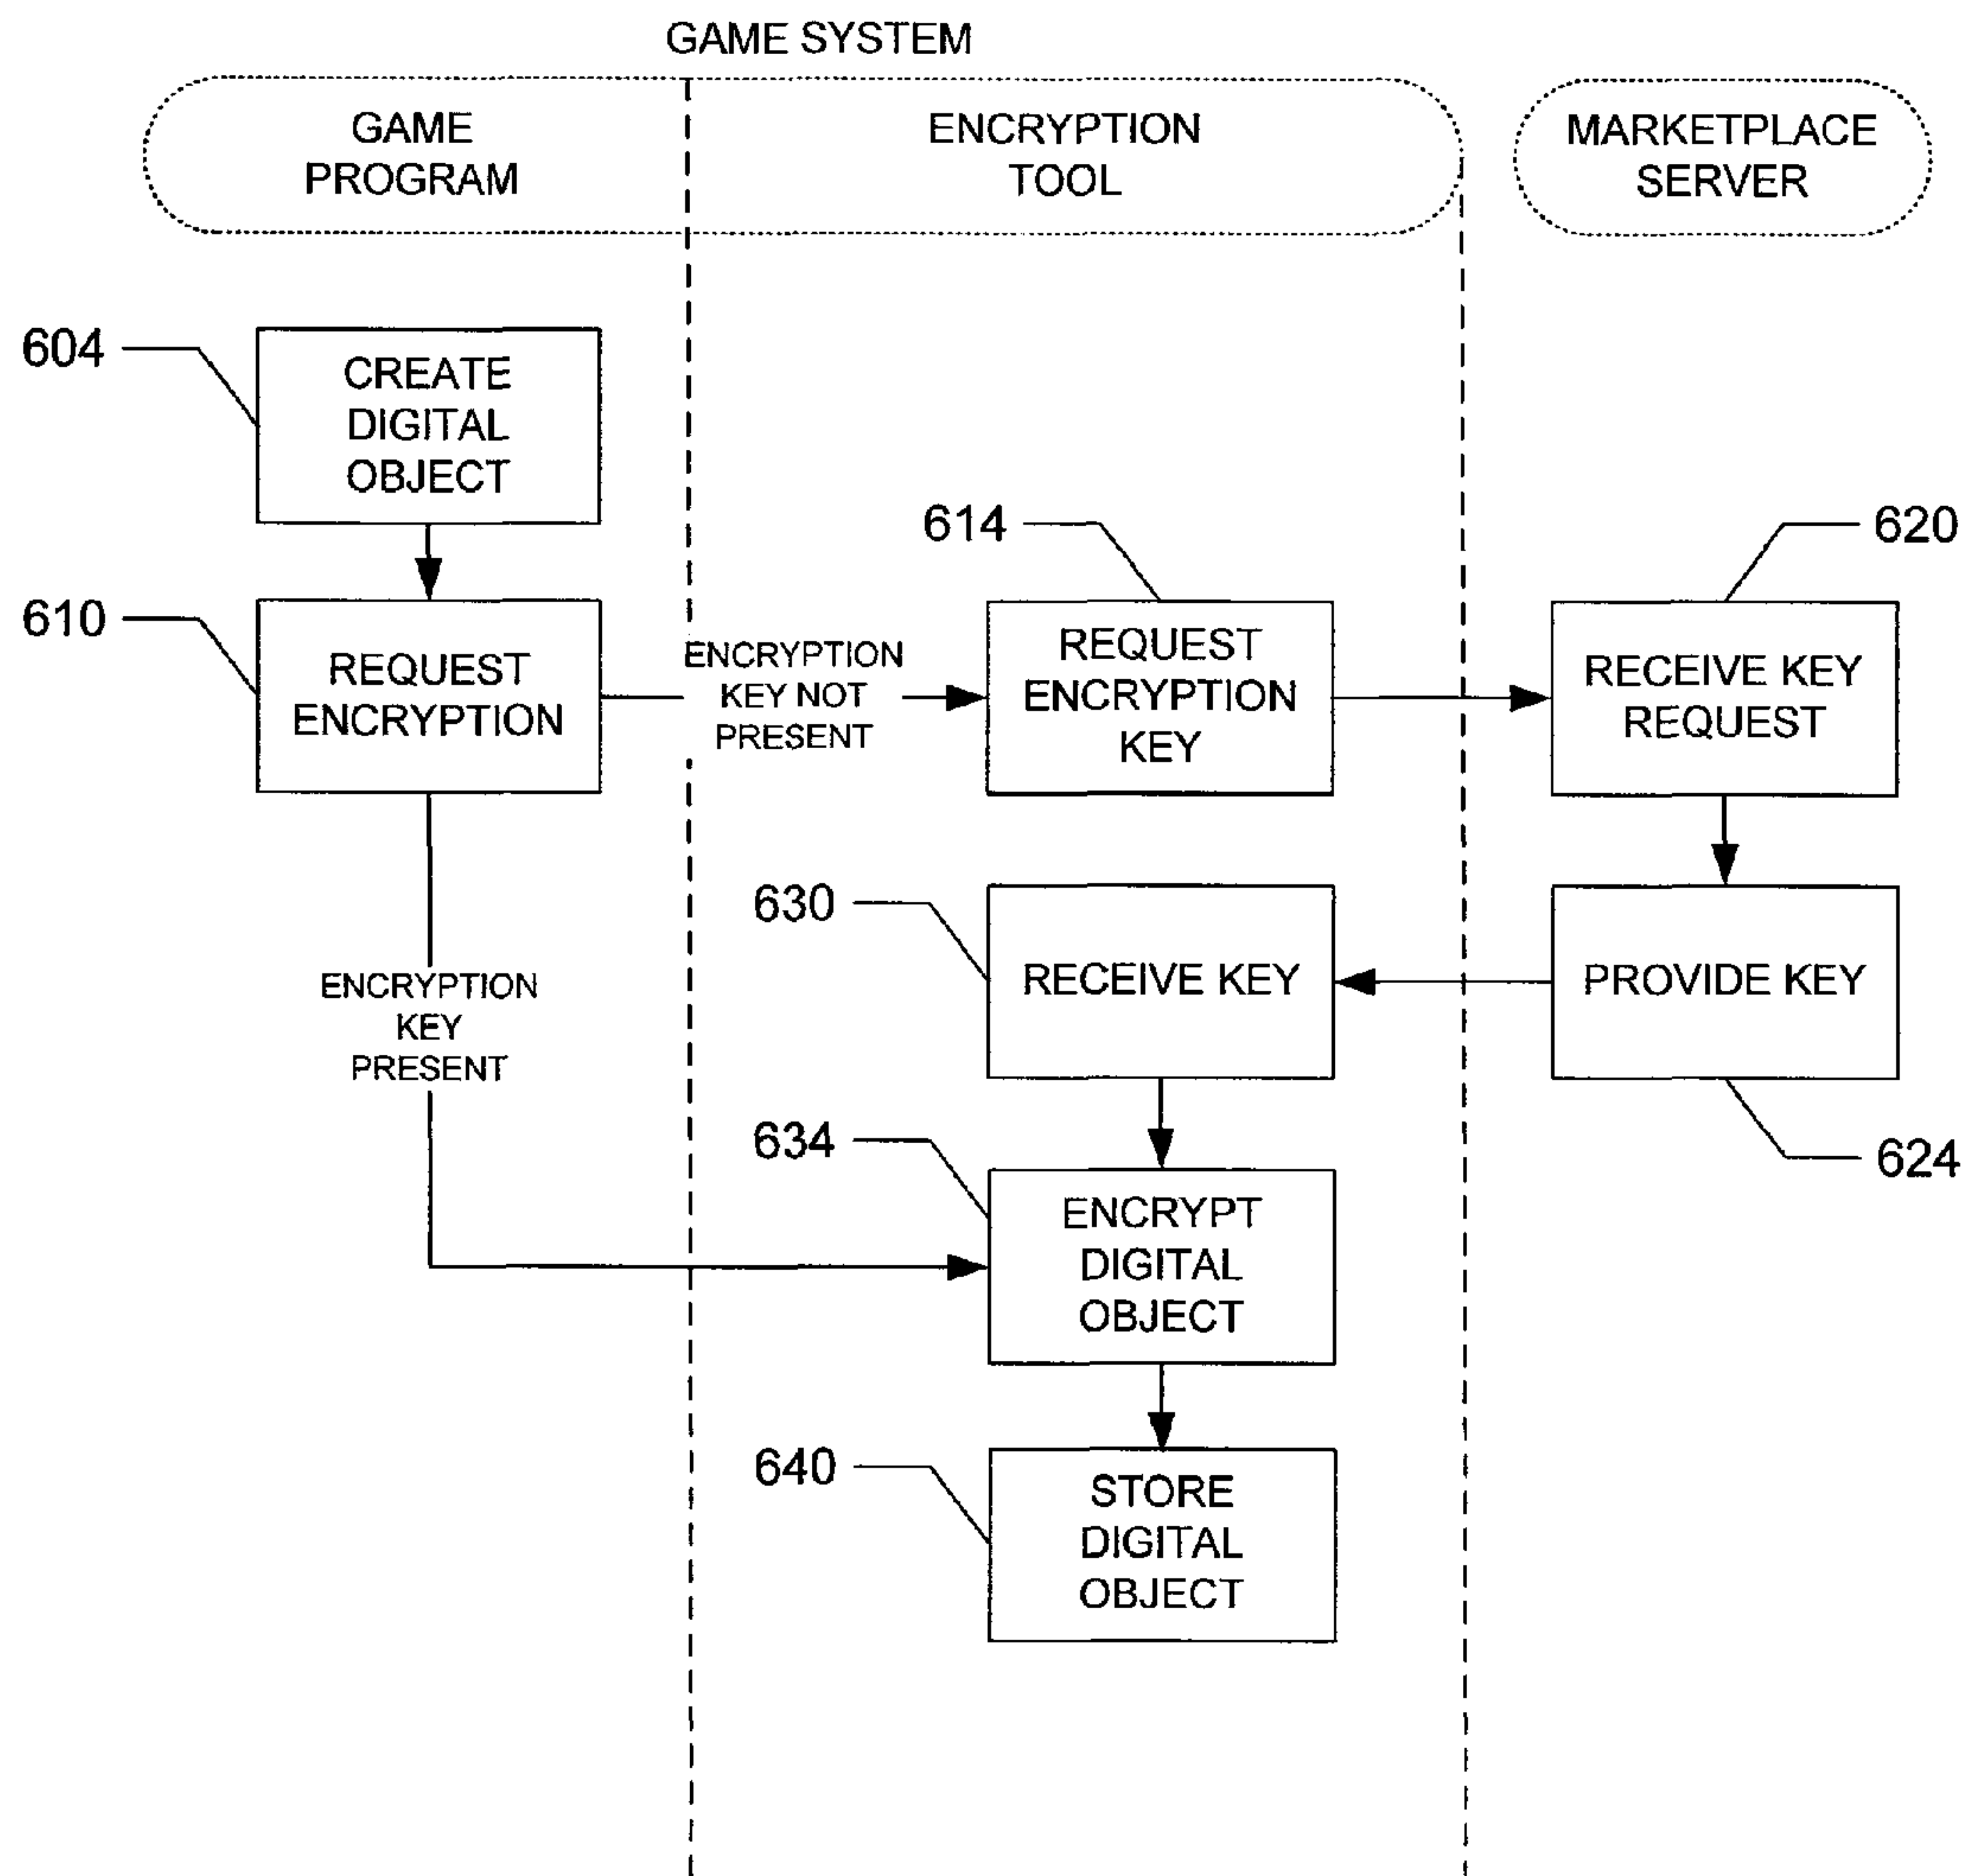 GAME SYSTEM
GAME
PROGRAM
ENCRYPTION
TOOL
MARKETPLACE
SERVER
604
CREATE
DIGITAL
OBJECT
610
REQUEST
ENCRYPTION
ENCRYPTION
KEY NOT
PRESENT
614
REQUEST
ENCRYPTION
KEY
620
RECEIVE KEY
REQUEST
630
RECEIVE KEY
PROVIDE KEY
624
ENCRYPTION
KEY
PRESENT
634
ENCRYPT
DIGITAL
OBJECT
640
STORE
DIGITAL
OBJECT